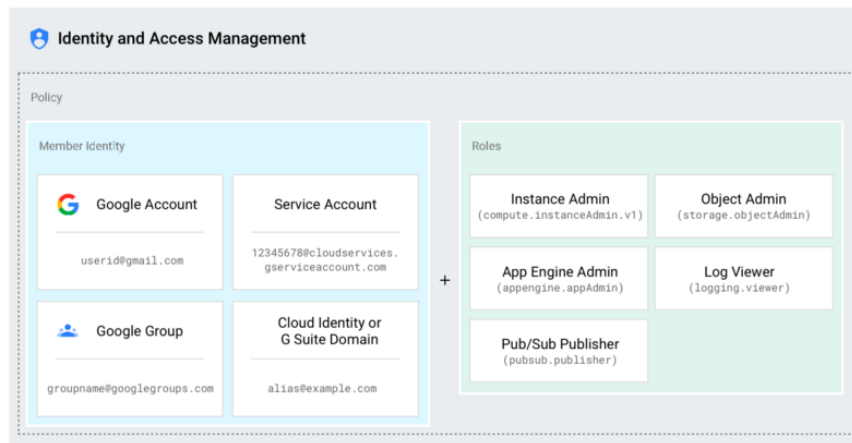 Identity and Access Management
Policy
Member Identity
Google Account
userid@gmail.com
Service Account
12345678@cloudservices.
gserviceaccount.com
Google Group
groupname@googlegroups.com
Cloud Identity or
G Suite Domain
alias@example.com
+
Roles
Instance Admin
(compute.instanceAdmin.v1)
Object Admin
(storage.objectAdmin)
App Engine Admin
(appengine.appAdmin)
Log Viewer
(logging.viewer)
Pub/Sub Publisher
(pubsub.publisher)